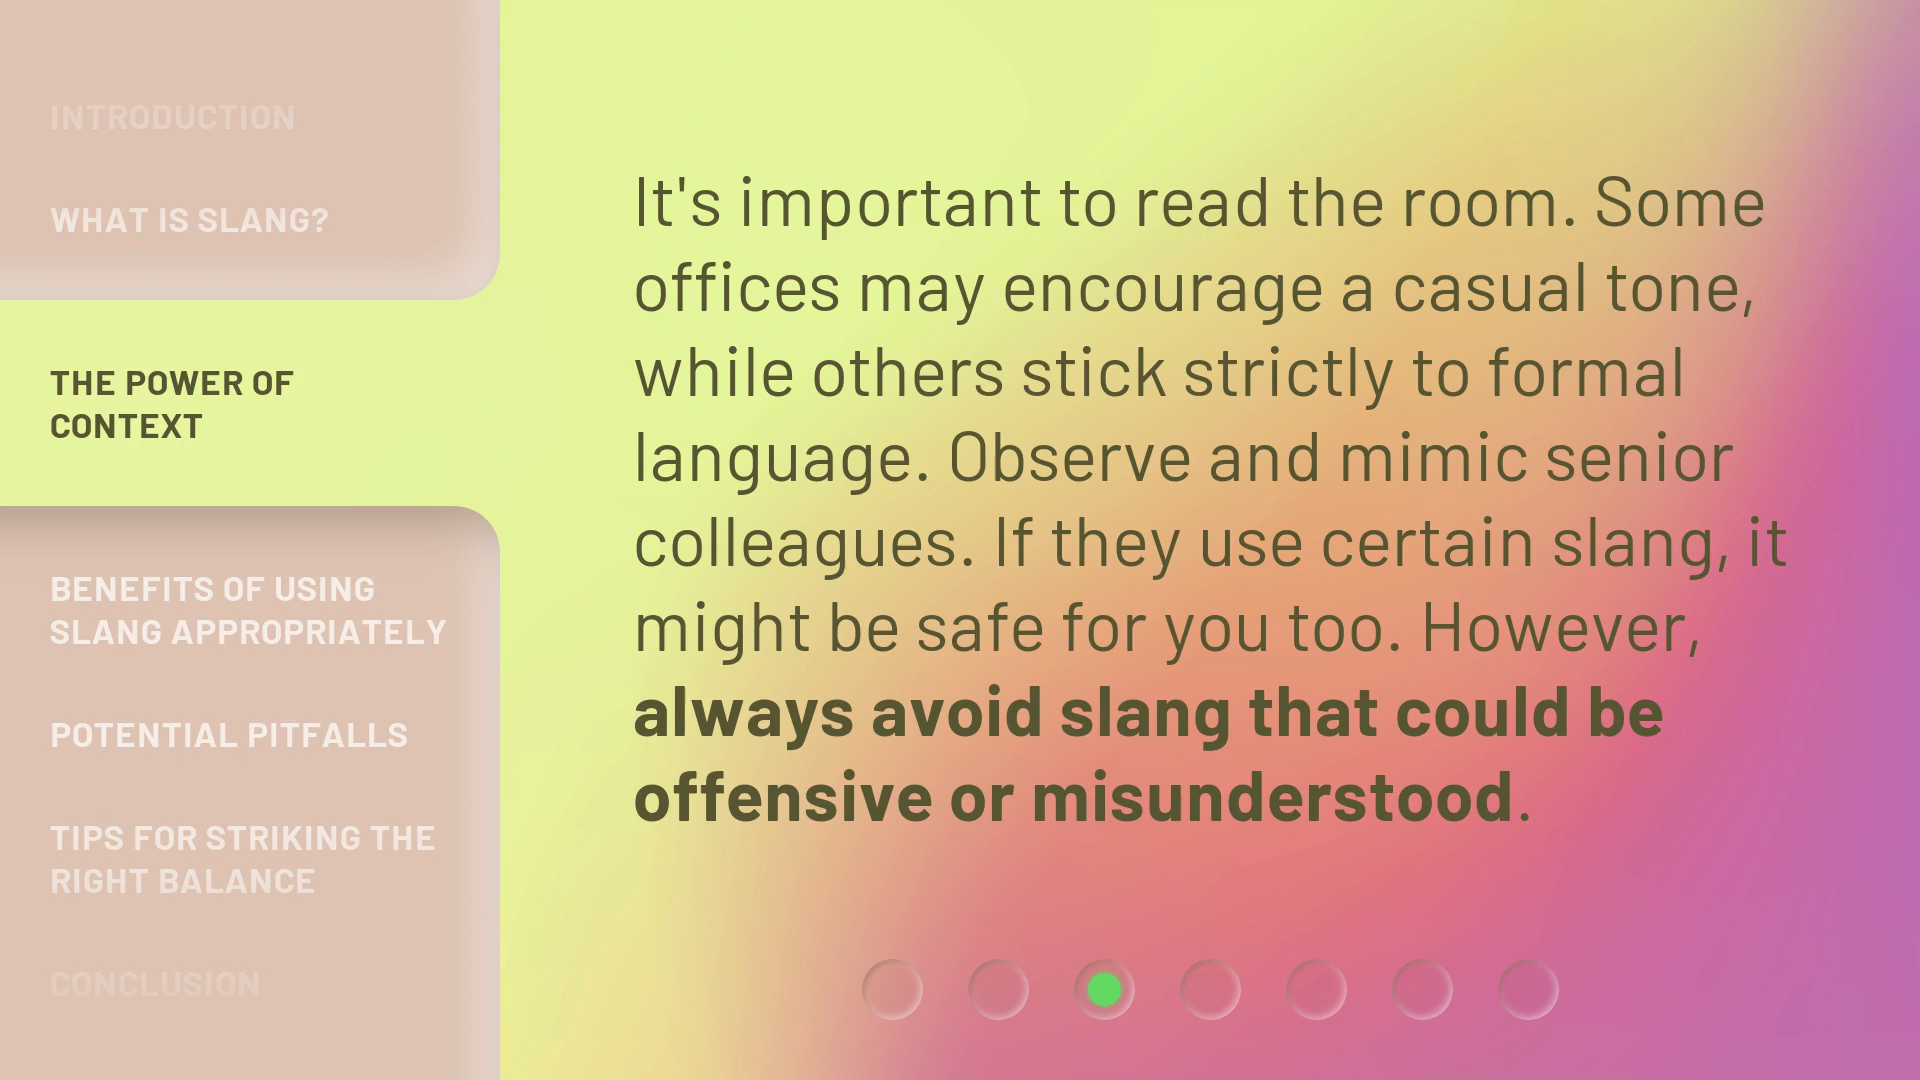 INTRODUCTION
WHAT IS SLANG?
THE POWER OF
CONTEXT
BENEFITS OF USING
SLANG APPROPRIATELY
POTENTIAL PITFALLS
TIPS FOR STRIKING THE
RIGHT BALANCE
CONCLUSION
It's important to read the room. Some
offices may encourage a casual tone,
while others stick strictly to formal
language. Observe and mimic senior
colleagues. If they use certain slang, it
might be safe for you too. However,
always avoid slang that could be
offensive or misunderstood.